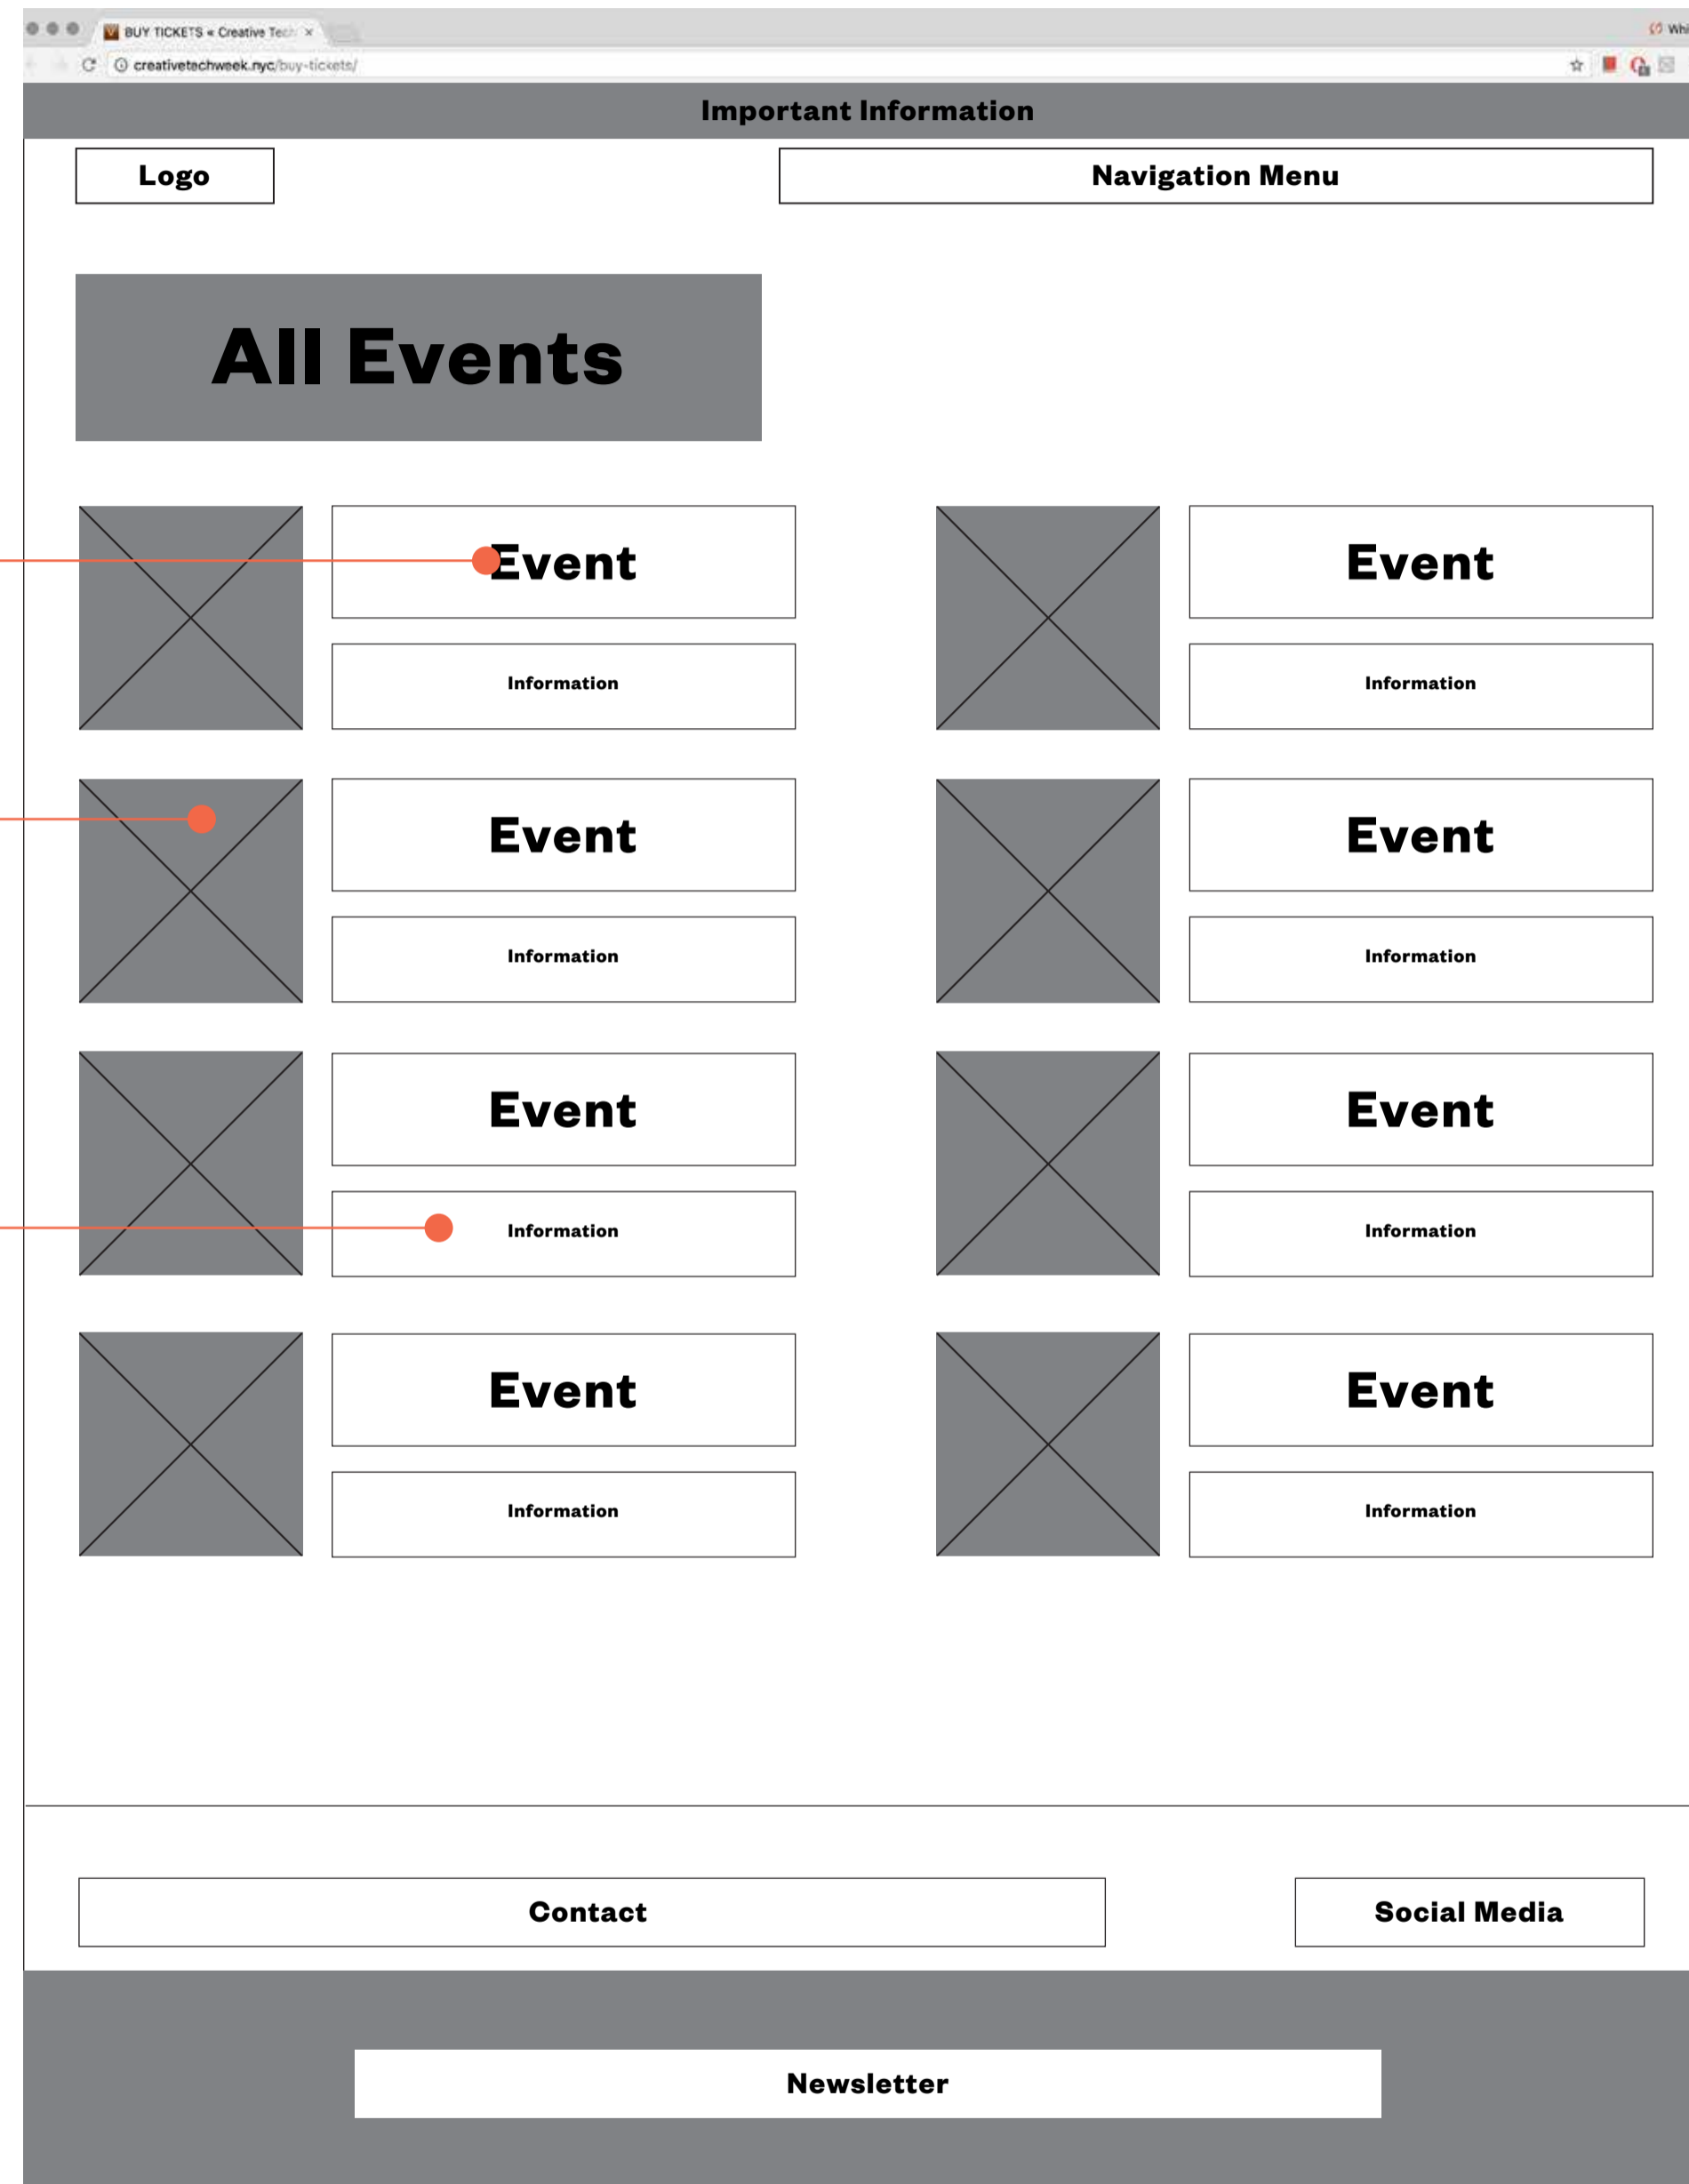 BUY TICKETS « Creative Tech ×
Whi
creativetechweek.nyc/buy-tickets/
Important Information
Logo
Navigation Menu
All Events
Event
Event
Information
Information
Event
Event
Information
Information
Event
Event
Information
Information
Event
Event
Information
Information
Contact
Social Media
Newsletter